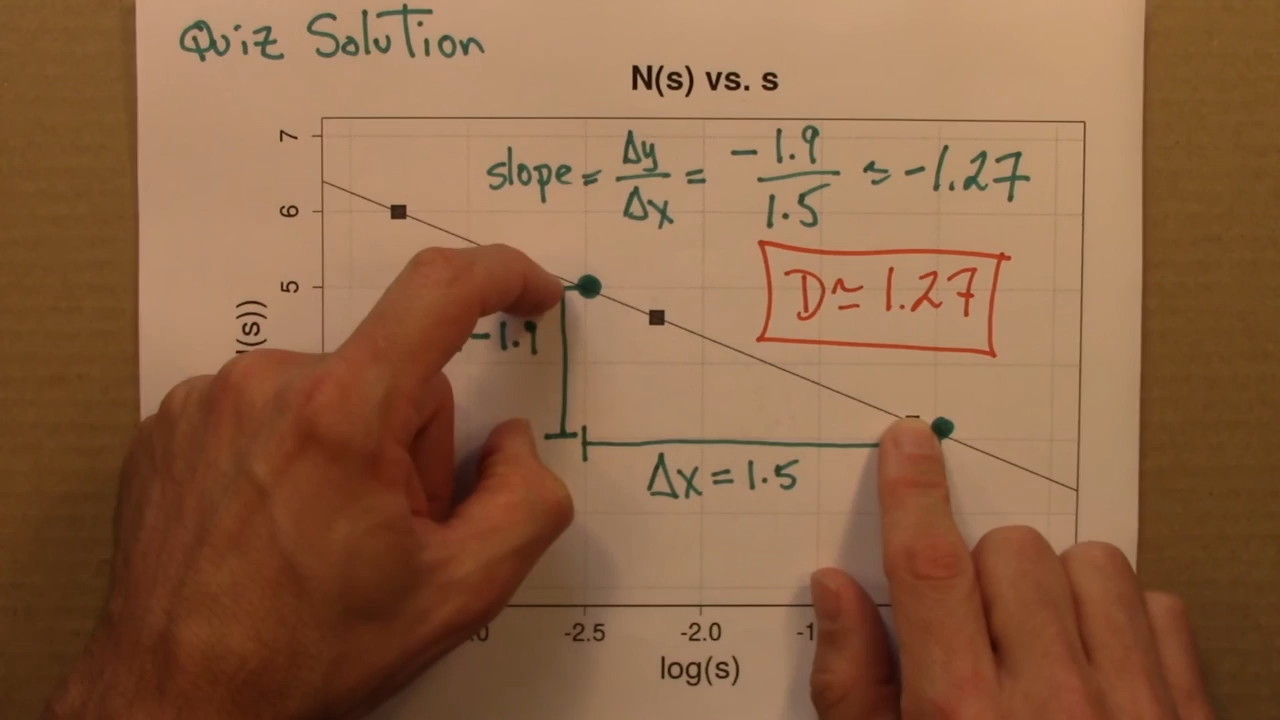 Quiz Solution
N(s) vs. s
7
6
5
slope = Δy/Δx = -1.9/1.5 ≈ -1.27
D ≃ 1.27
-1.9
Δx = 1.5
-2.5 -2.0
log(s)